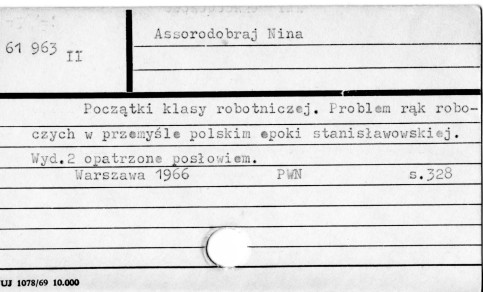 Assorodobraj Nina
61 963 II
Początki klasy robotniczej. Problem rąk robo-
czych w przemyśle polskim epoki stanisławowskiej.
Wyd.2 opatrzone posłowiem.
Warszawa 1966 PWN s.328
UJ 1078/69 10.000